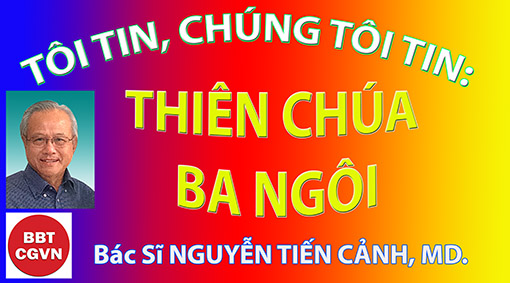 TÔI TIN, CHÚNG TÔI TIN:
THIÊN CHÚA
BA NGÔI
BBT
CGVN
Bác Sĩ NGUYỄN TIẾN CẢNH, MD.